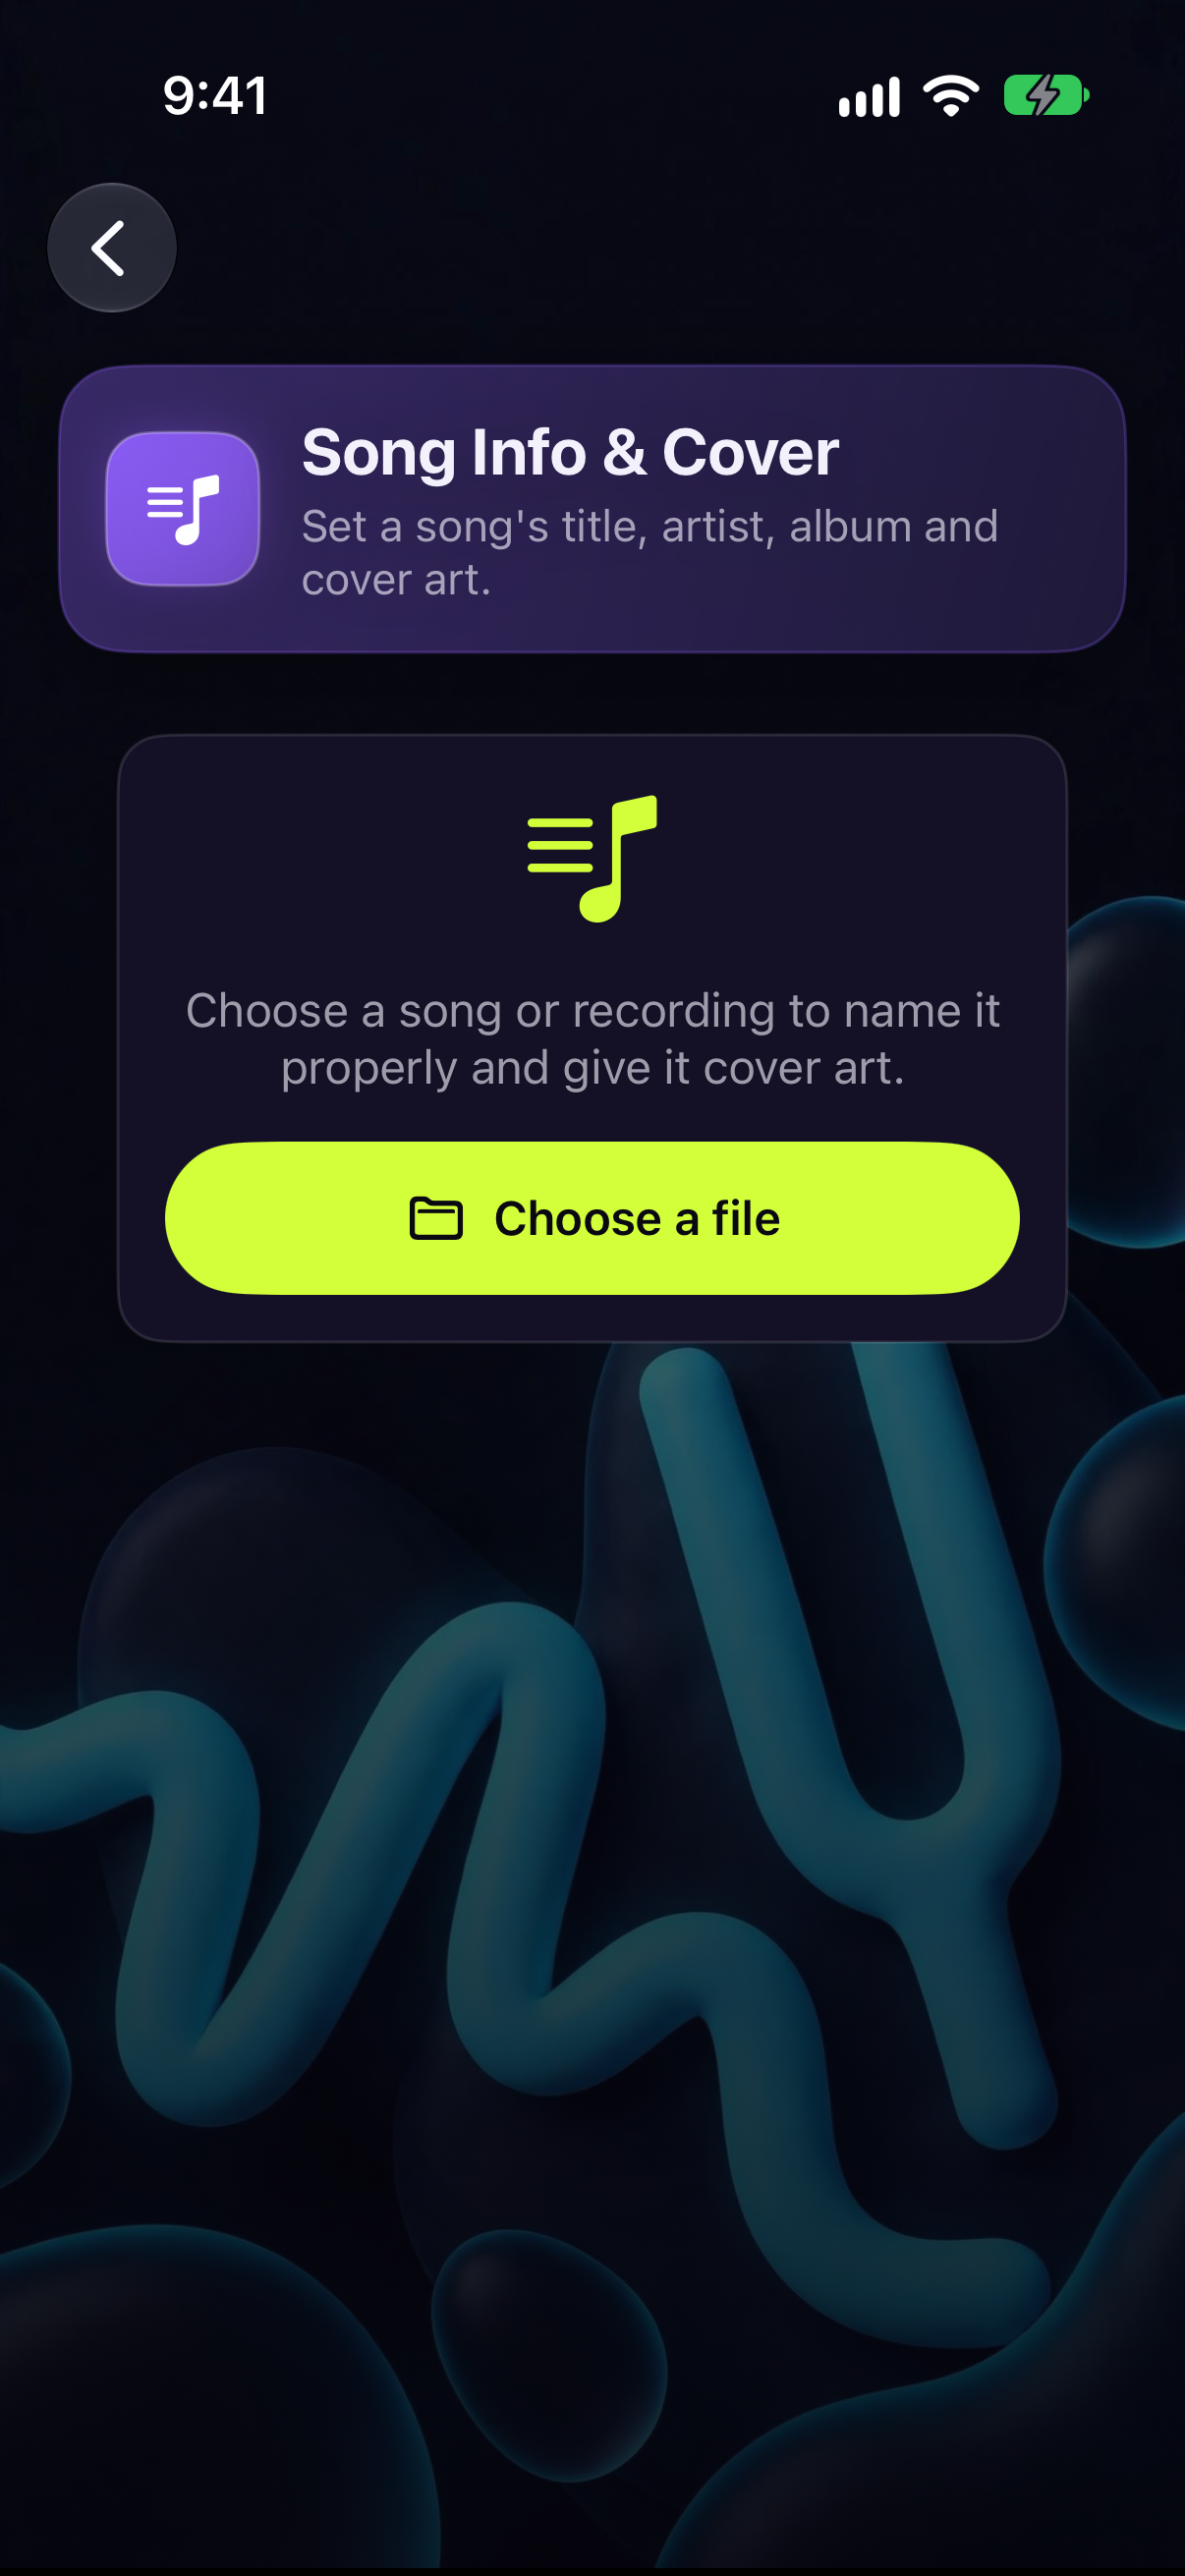 9:41
Song Info & Cover
Set a song's title, artist, album and
cover art.
Choose a song or recording to name it
properly and give it cover art.
Choose a file